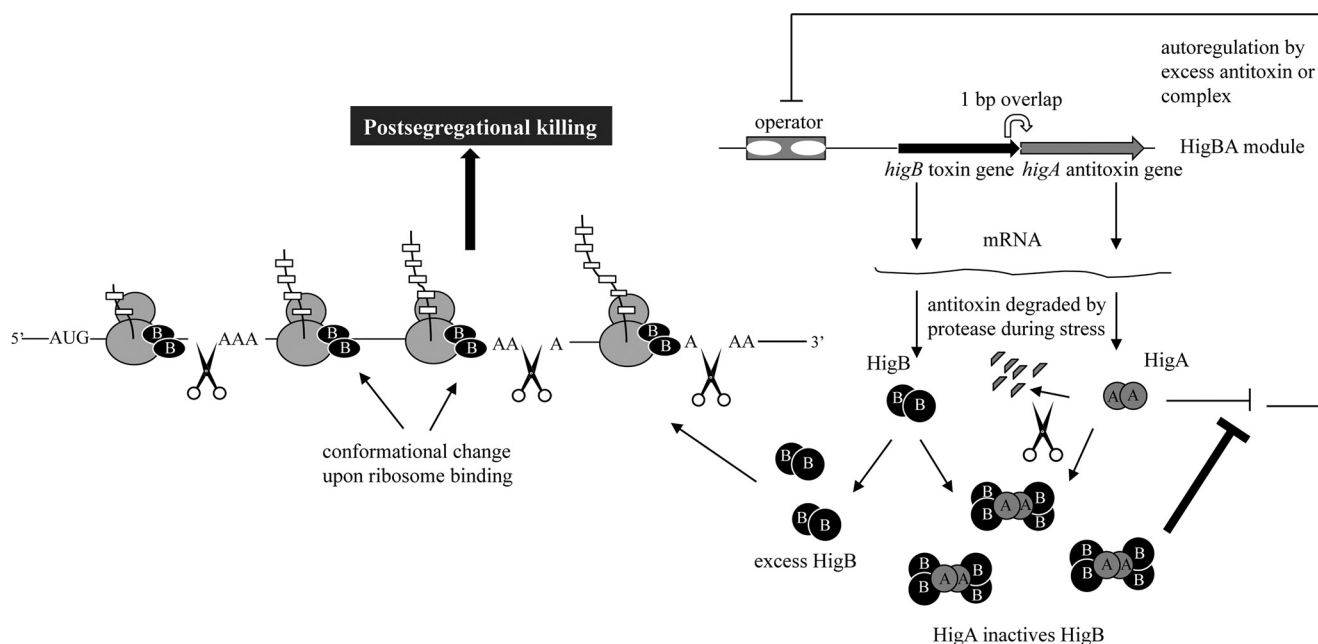 autoregulation by
excess antitoxin or
complex
1 bp overlap
operator
HigBA module
higB toxin gene higA antitoxin gene
Postsegregational killing
mRNA
antitoxin degraded by
protease during stress
HigB
HigA
B B
A A
5’ AUG B B AAA B B B B AA A B B A AA 3’
conformational change
upon ribosome binding
B B
B B
excess HigB
B B A A B B
B B A A B B
B B A A B B
HigA inactives HigB